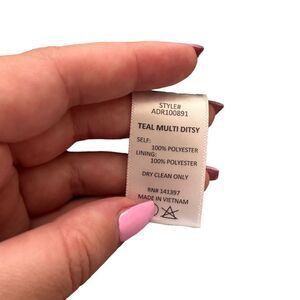 STYLE#
ADR100891
TEAL MULTI DITSY
SELF:
100% POLYESTER
LINING:
100% POLYESTER
DRY CLEAN ONLY
RN# 141397
MADE IN VIETNAM